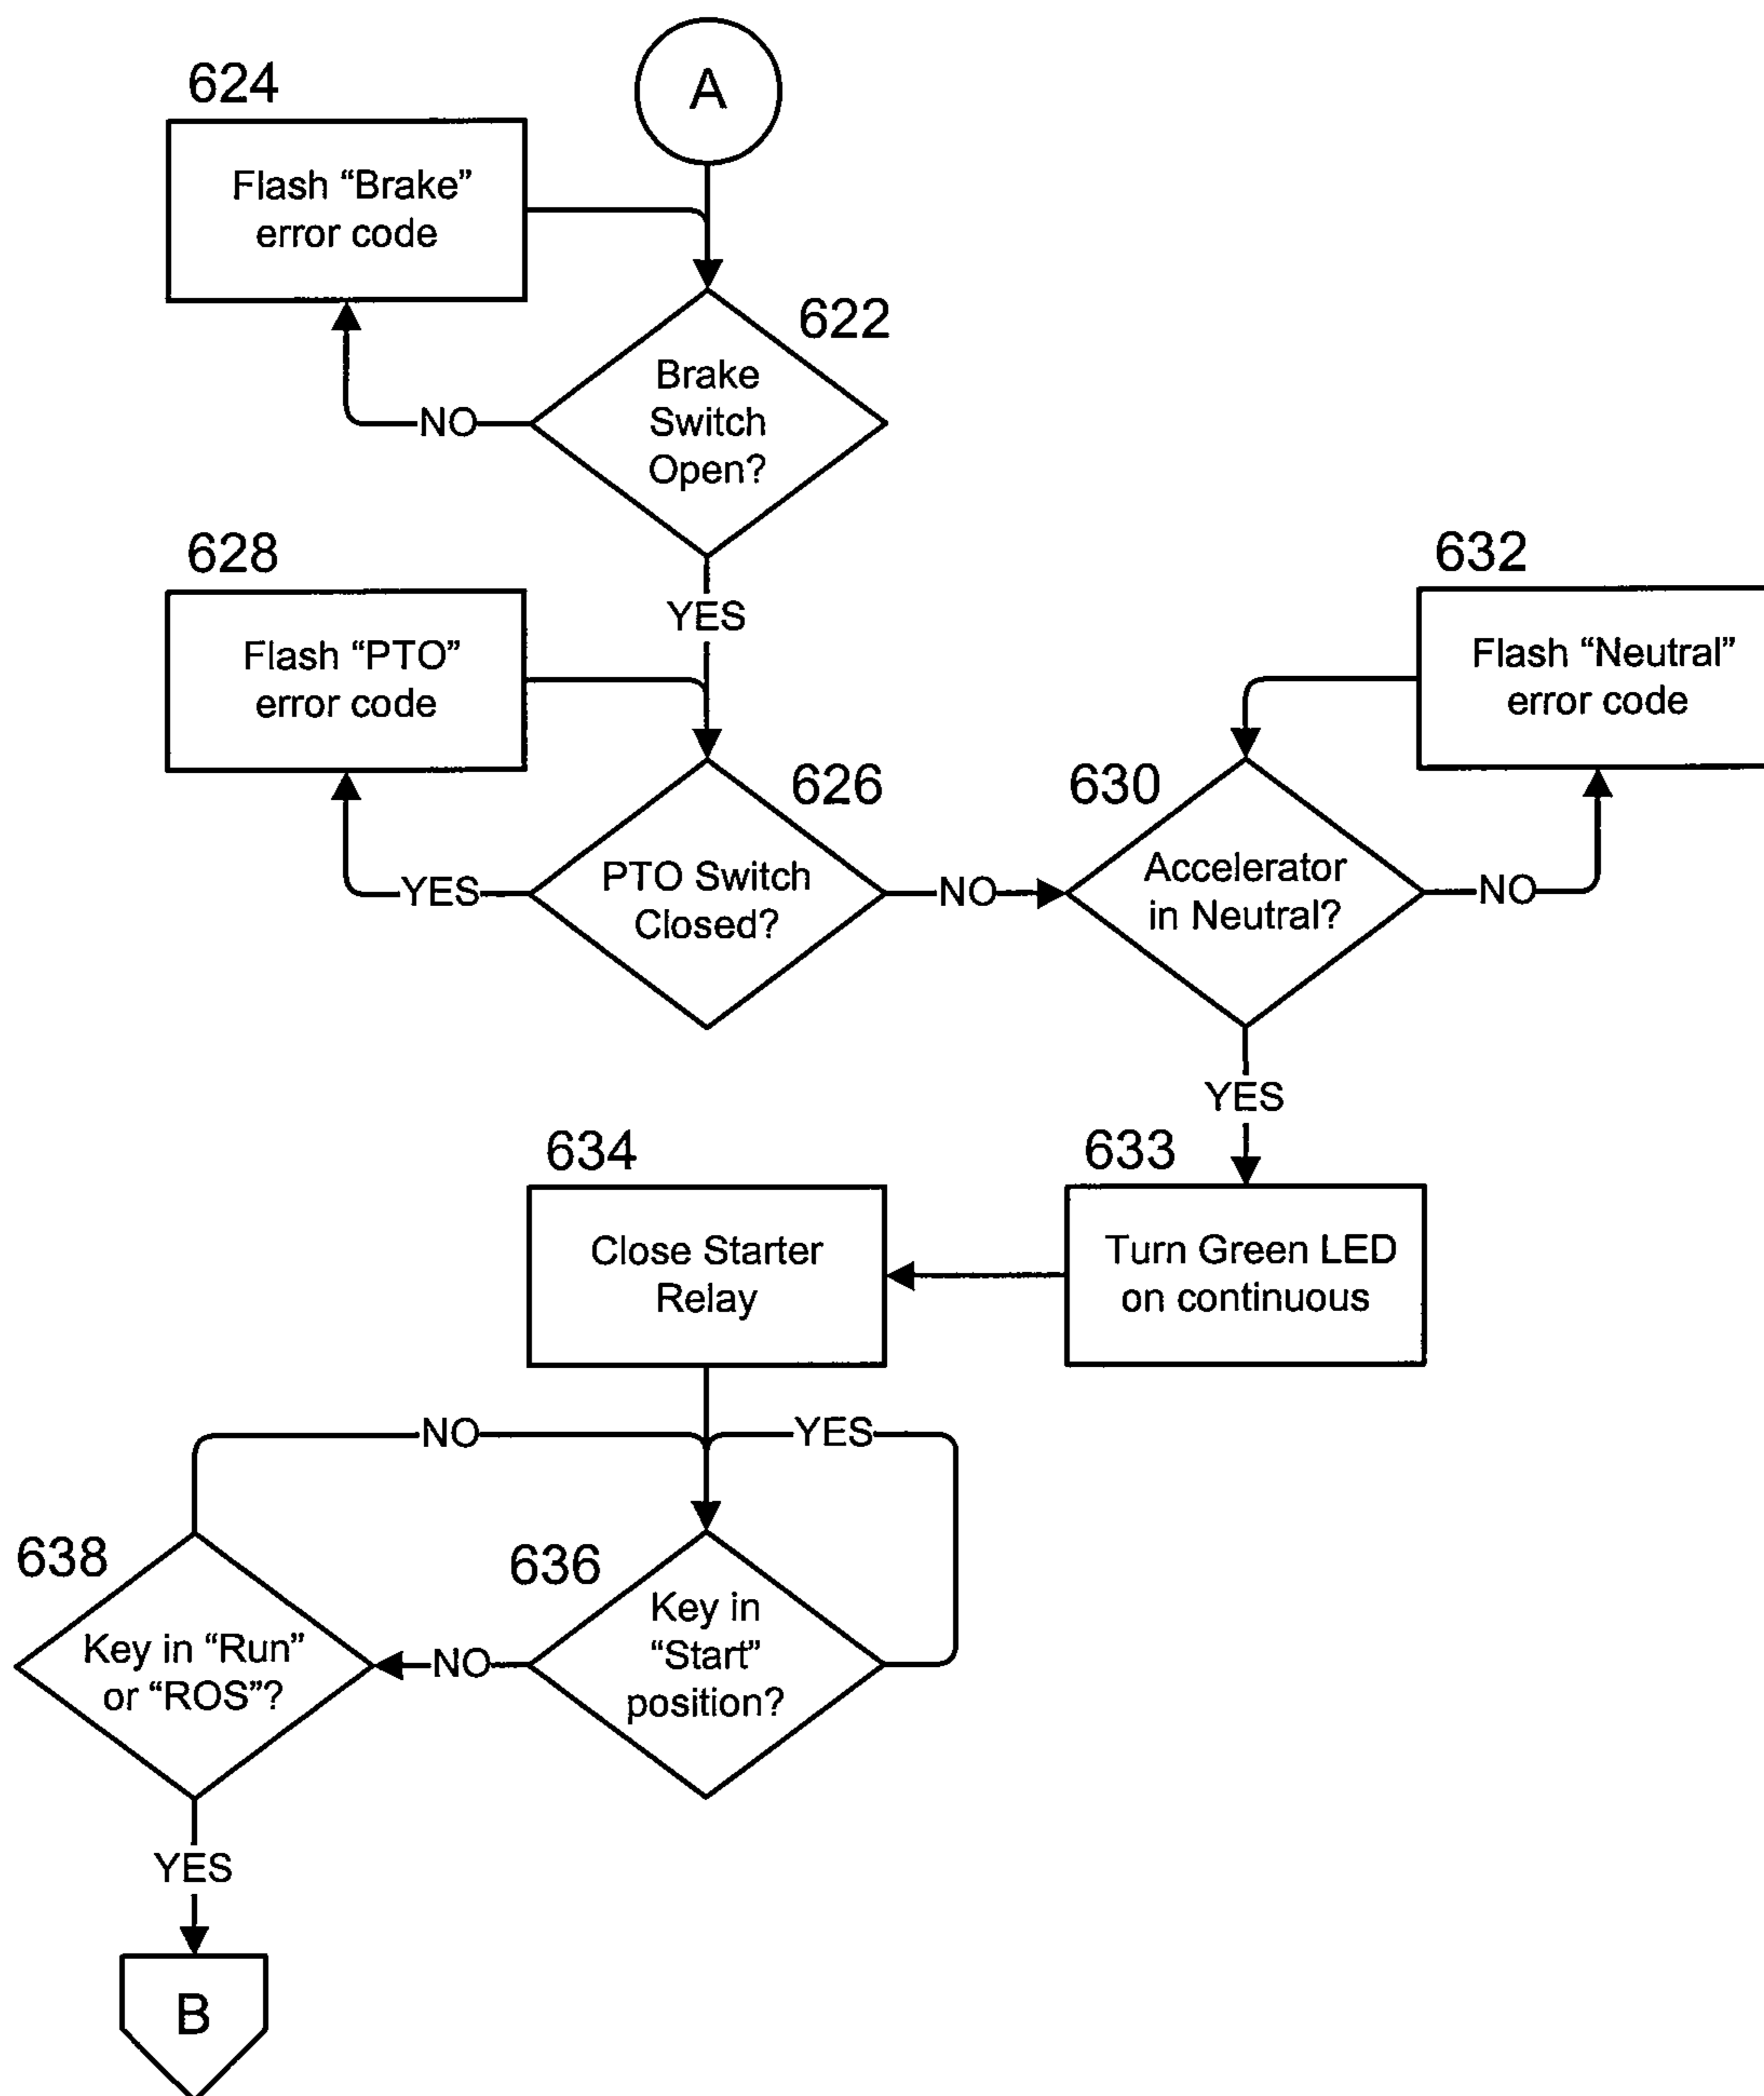 A
624
Flash “Brake”
error code
622
Brake
Switch
Open?
NO
YES
628
Flash “PTO”
error code
626
PTO Switch
Closed?
YES
NO
630
Accelerator
in Neutral?
632
Flash “Neutral”
error code
NO
YES
633
Turn Green LED
on continuous
634
Close Starter
Relay
NO
YES
636
Key in
“Start”
position?
NO
638
Key in “Run”
or “ROS”?
YES
B